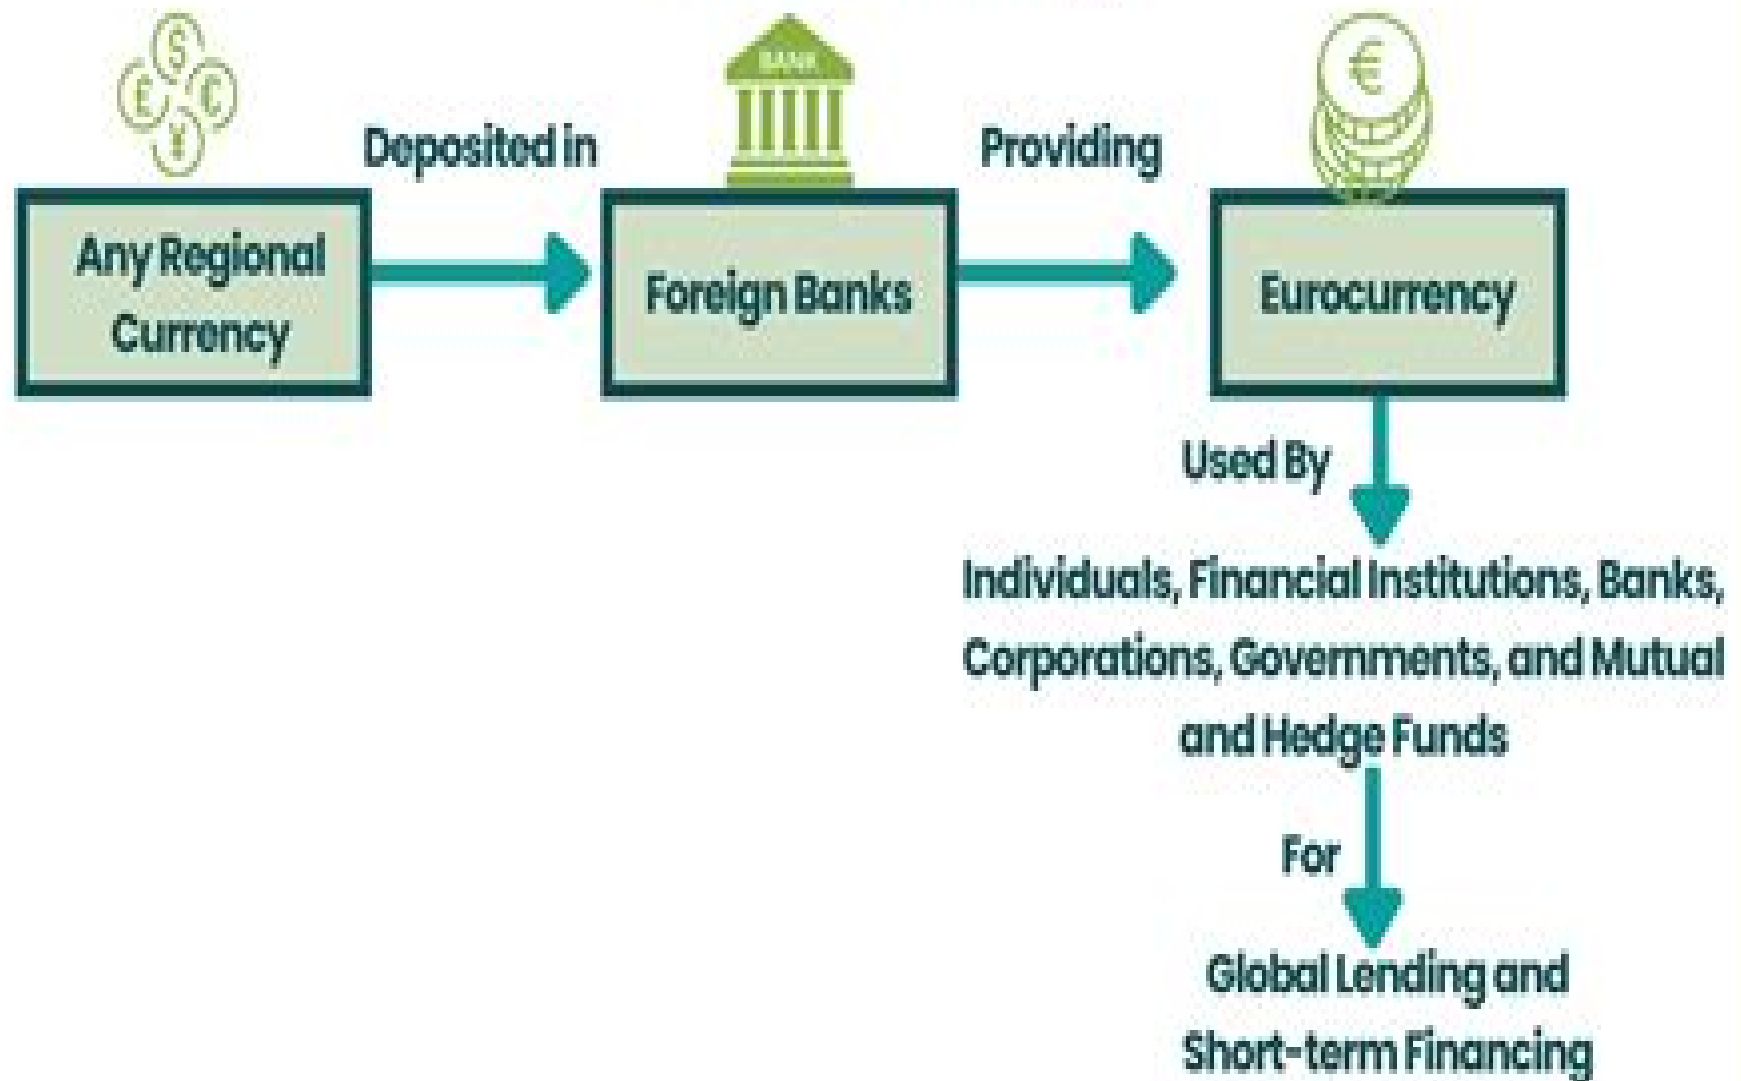 BANK
Deposited in
Providing
Any Regional
Currency
Foreign Banks
Eurocurrency
Used By
Individuals, Financial Institutions, Banks,
Corporations, Governments, and Mutual
and Hedge Funds
For
Global Lending and
Short-term Financing